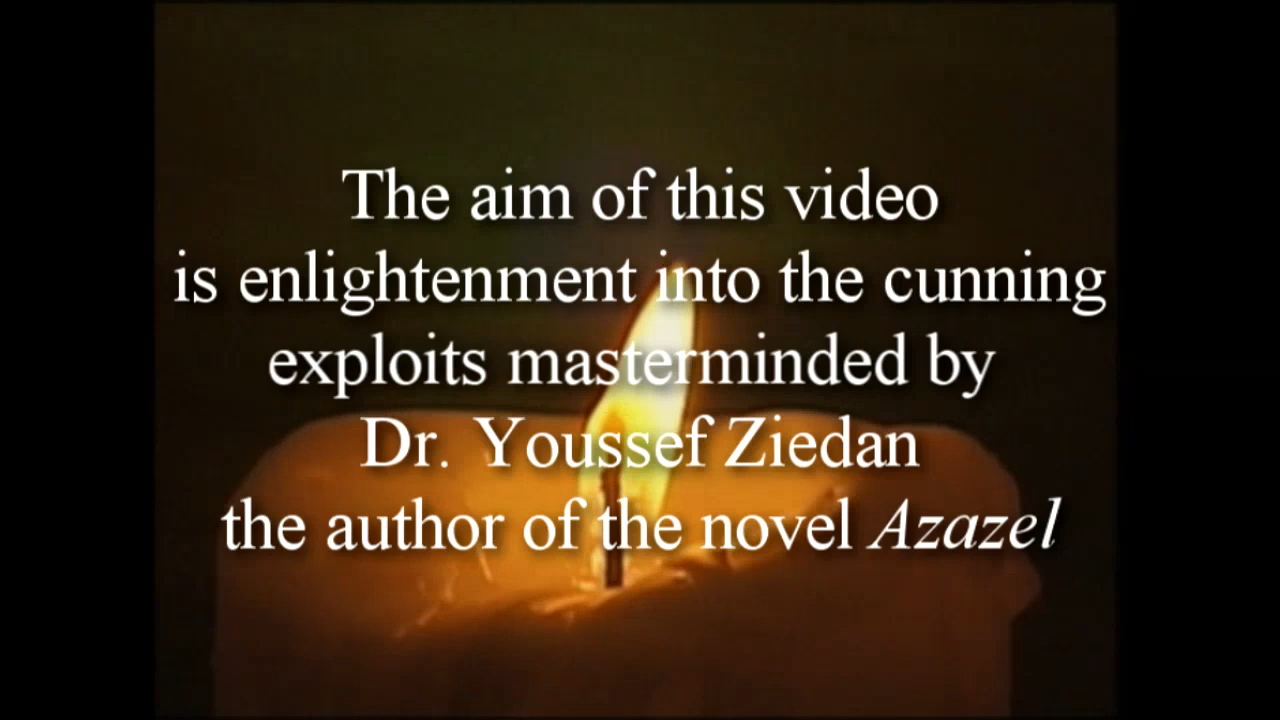 The aim of this video
is enlightenment into the cunning
exploits masterminded by
Dr. Youssef Ziedan
the author of the novel Azazel